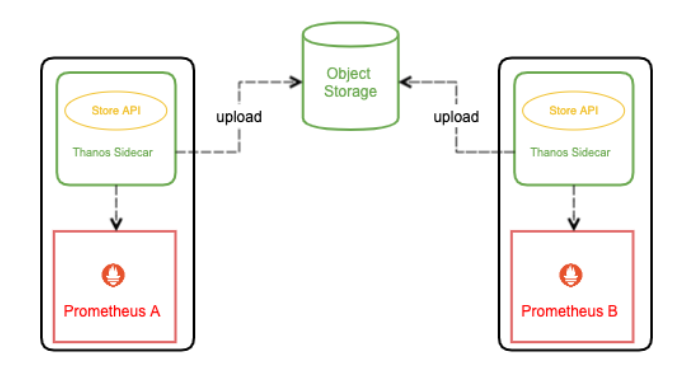 Object
Storage
Store API
upload
upload
Store API
Thanos Sidecar
Thanos Sidecar
Prometheus A
Prometheus B